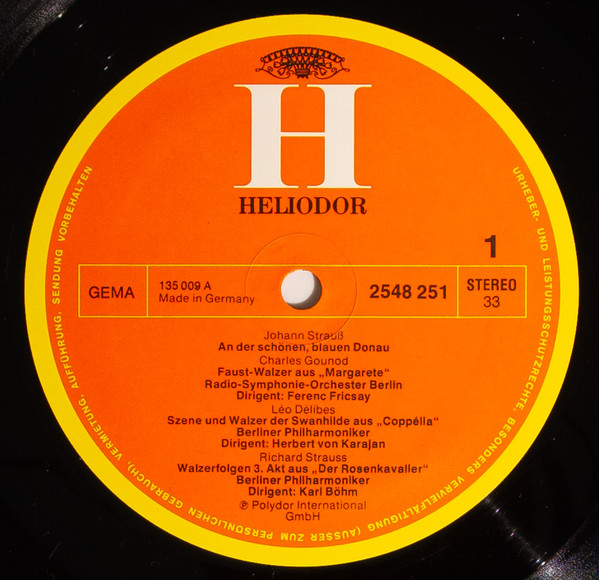 H
HELIODOR
1
GEMA
135 009 A
Made in Germany
2548 251
STEREO
33
Johann Strauß
An der schönen, blauen Donau
Charles Gounod
Faust-Walzer aus „Margarete“
Radio-Symphonie-Orchester Berlin
Dirigent: Ferenc Fricsay
Léo Délibes
Szene und Walzer der Swanhilde aus „Coppélia“
Berliner Philharmoniker
Dirigent: Herbert von Karajan
Richard Strauss
Walzerfolgen 3. Akt aus „Der Rosenkavalier“
Berliner Philharmoniker
Dirigent: Karl Böhm
℗ Polydor International
GmbH
URHEBER- UND LEISTUNGSSCHUTZRECHTE, BESONDERS VERVIELFÄLTIGUNG (AUSSER ZUM PERSÖNLICHEN GEBRAUCH), VERMIETUNG, AUFFÜHRUNG, SENDUNG VORBEHALTEN